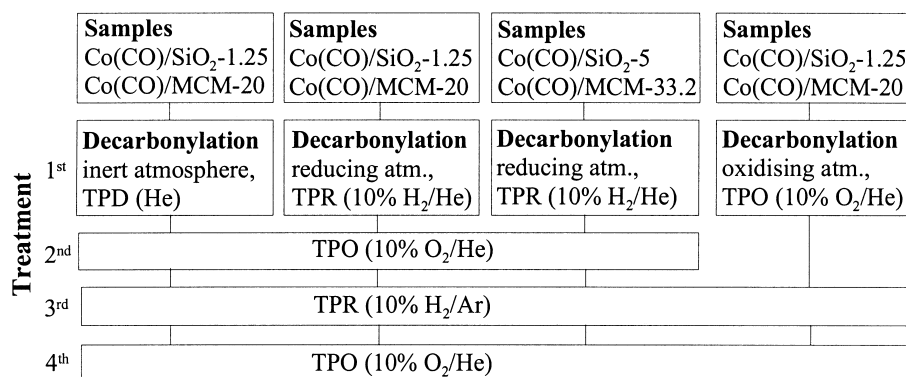 Samples
Co(CO)/SiO₂-1.25
Co(CO)/MCM-20
Samples
Co(CO)/SiO₂-1.25
Co(CO)/MCM-20
Samples
Co(CO)/SiO₂-5
Co(CO)/MCM-33.2
Samples
Co(CO)/SiO₂-1.25
Co(CO)/MCM-20
Treatment
1st
Decarbonylation
inert atmosphere,
TPD (He)
Decarbonylation
reducing atm.,
TPR (10% H₂/He)
Decarbonylation
reducing atm.,
TPR (10% H₂/He)
Decarbonylation
oxidising atm.,
TPO (10% O₂/He)
2nd
TPO (10% O₂/He)
3rd
TPR (10% H₂/Ar)
4th
TPO (10% O₂/He)